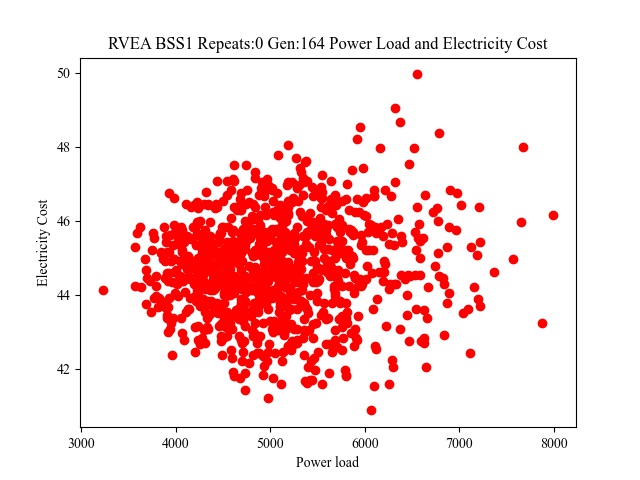 RVEA BSS1 Repeats:0 Gen:164 Power Load and Electricity Cost
50
48
46
44
42
Electricity Cost
3000 4000 5000 6000 7000 8000
Power load